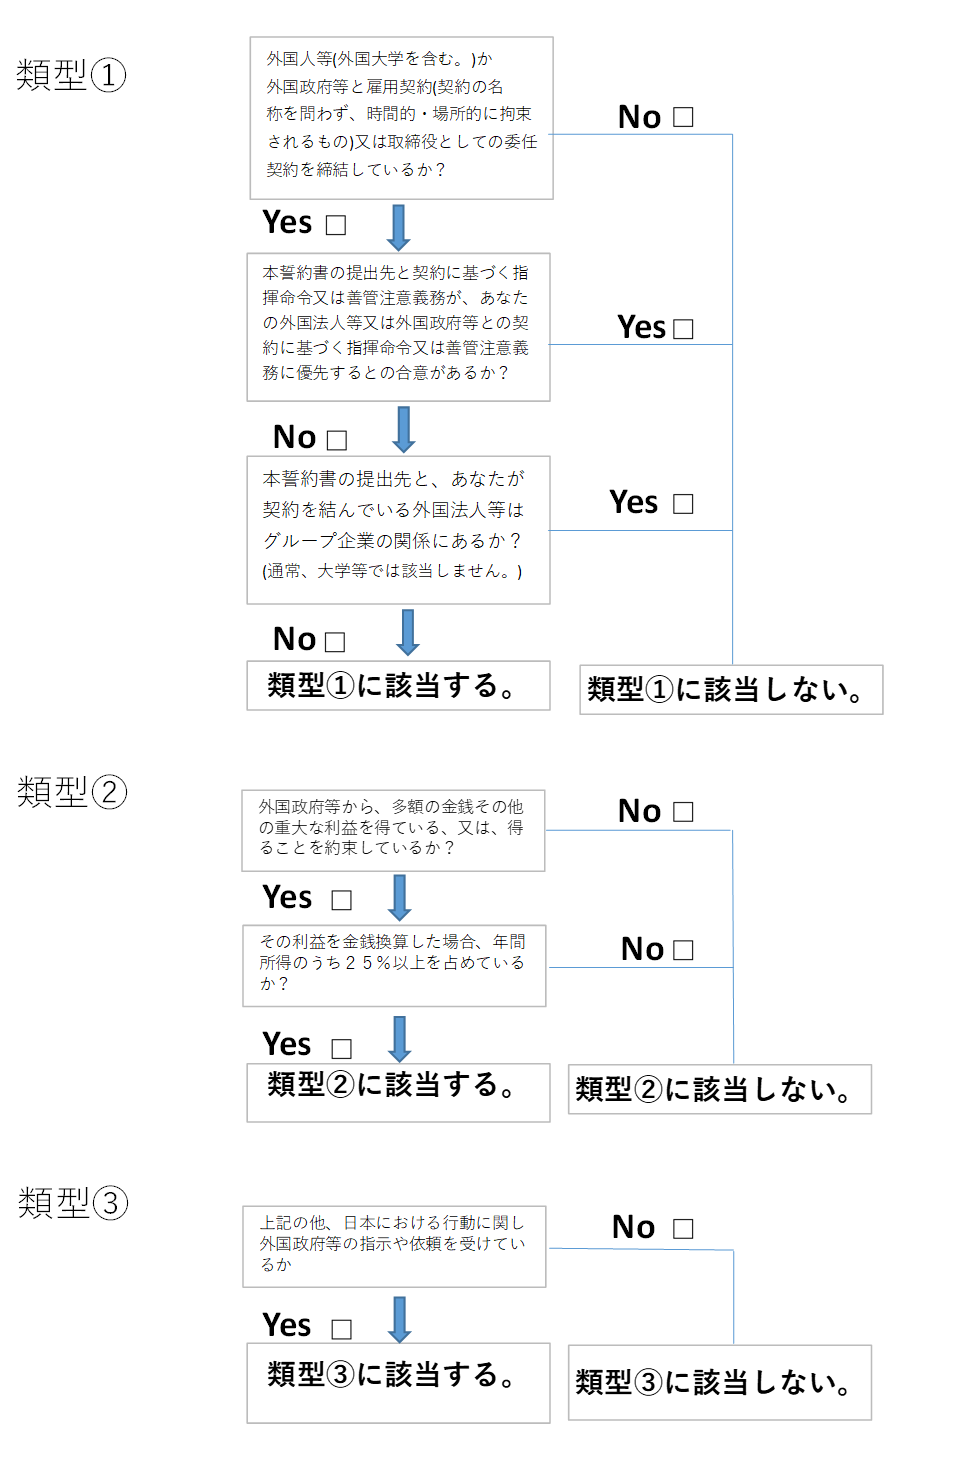 類型①
外国人等(外国大学を含む。)か
外国政府等と雇用契約(契約の名
称を問わず、時間的・場所的に拘束
されるもの)又は取締役としての委任
契約を締結しているか？
No □
Yes □
本誓約書の提出先と契約に基づく指
揮命令又は善管注意義務が、あなた
の外国法人等又は外国政府等との契
約に基づく指揮命令又は善管注意義
務に優先するとの合意があるか？
Yes □
No □
本誓約書の提出先と、あなたが
契約を結んでいる外国法人等は
グループ企業の関係にあるか？
(通常、大学等では該当しません。)
Yes □
No □
類型①に該当する。
類型①に該当しない。
類型②
外国政府等から、多額の金銭その他
の重大な利益を得ている、又は、得
ることを約束しているか？
No □
Yes □
その利益を金銭換算した場合、年間
所得のうち２５％以上を占めている
か？
No □
Yes □
類型②に該当する。
類型②に該当しない。
類型③
上記の他、日本における行動に関し
外国政府等の指示や依頼を受けてい
るか
No □
Yes □
類型③に該当する。
類型③に該当しない。